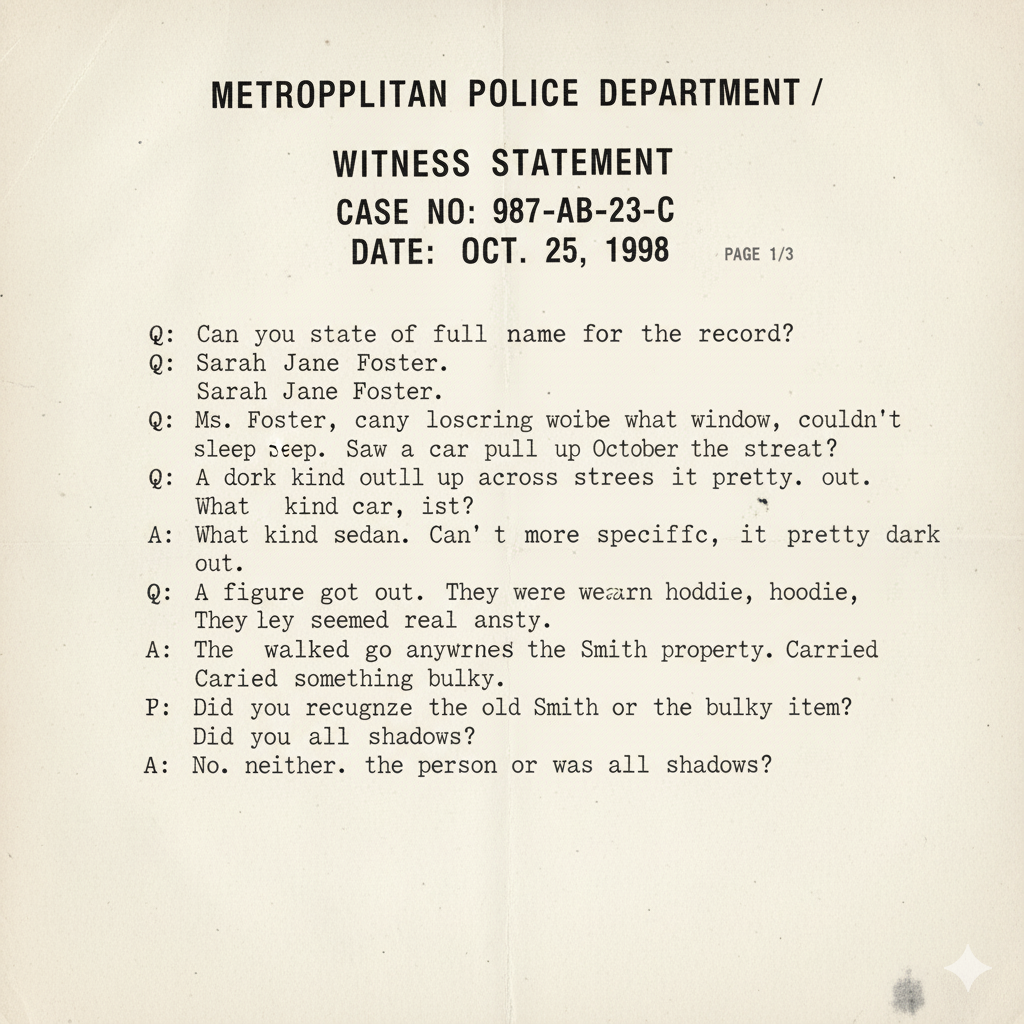 METROPPLITAN POLICE DEPARTMENT /
WITNESS STATEMENT
CASE NO: 987-AB-23-C
DATE: OCT. 25, 1998 PAGE 1/3
Q: Can you state of full name for the record?
Q: Sarah Jane Foster.
Sarah Jane Foster.
Q: Ms. Foster, cany loscring woibe what window, couldn't
sleep Saw a car pull up October the streat?
Q: A dork kind outll up across strees it pretty. out.
What kind car, ist?
A: What kind sedan. Can' t more speciffc, it pretty dark
out.
Q: A figure got out. They were hoddie, hoodie,
They ley seemed real ansty.
A: The walked go anywrnes the Smith property. Carried
Caried something bulky.
P: Did you recugnze the old Smith or the bulky item?
Did you all shadows?
A: No. neither. the person or was all shadows?